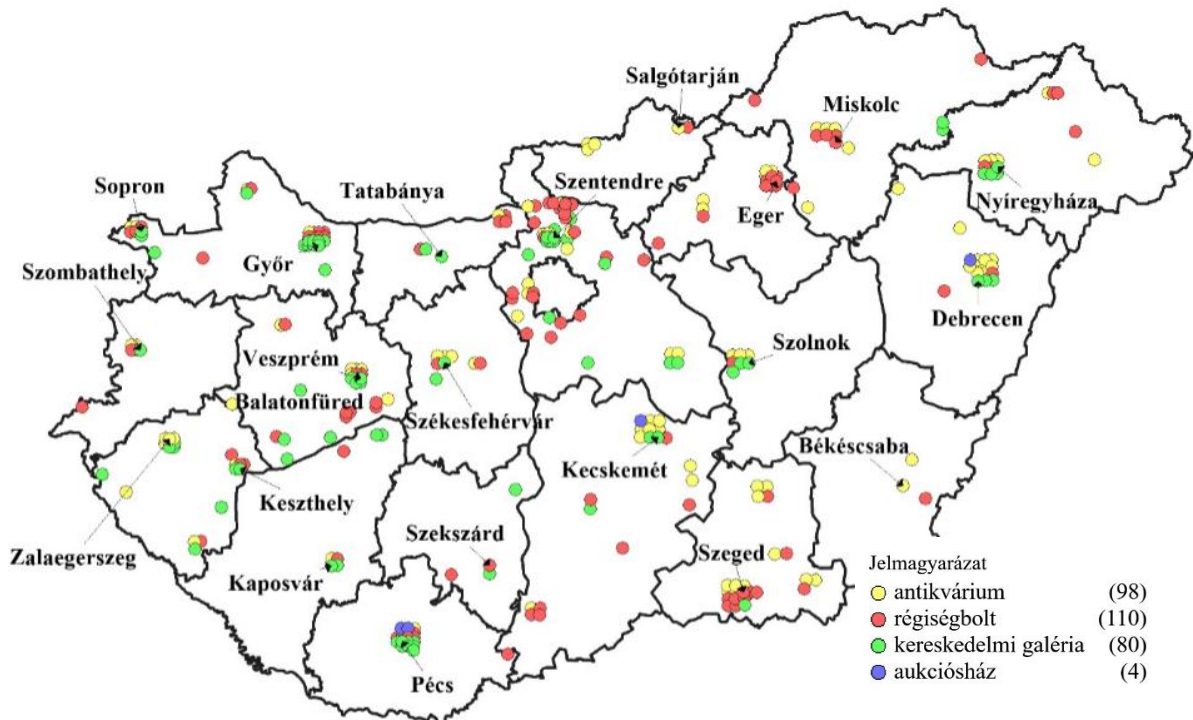 Salgótarján
Miskolc
Sopron
Tatabánya
Szentendre
Eger
Nyíregyháza
Szombathely
Győr
Debrecen
Veszprém
Szolnok
Balatonfüred
Székesfehérvár
Békéscsaba
Kecskemét
Keszthely
Zalaegerszeg
Szekszárd
Szeged
Kaposvár
Pécs
Jelmagyarázat
antikvárium (98)
régiségbolt (110)
kereskedelmi galéria (80)
aukciósház (4)